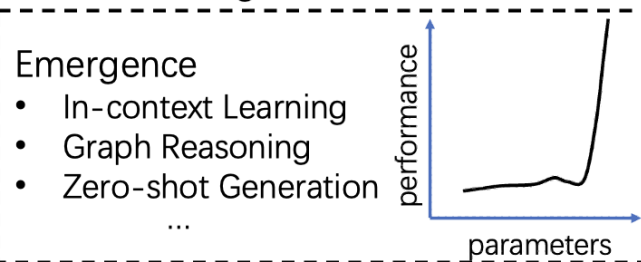 Emergence
• In-context Learning
• Graph Reasoning
• Zero-shot Generation
...
performance
parameters